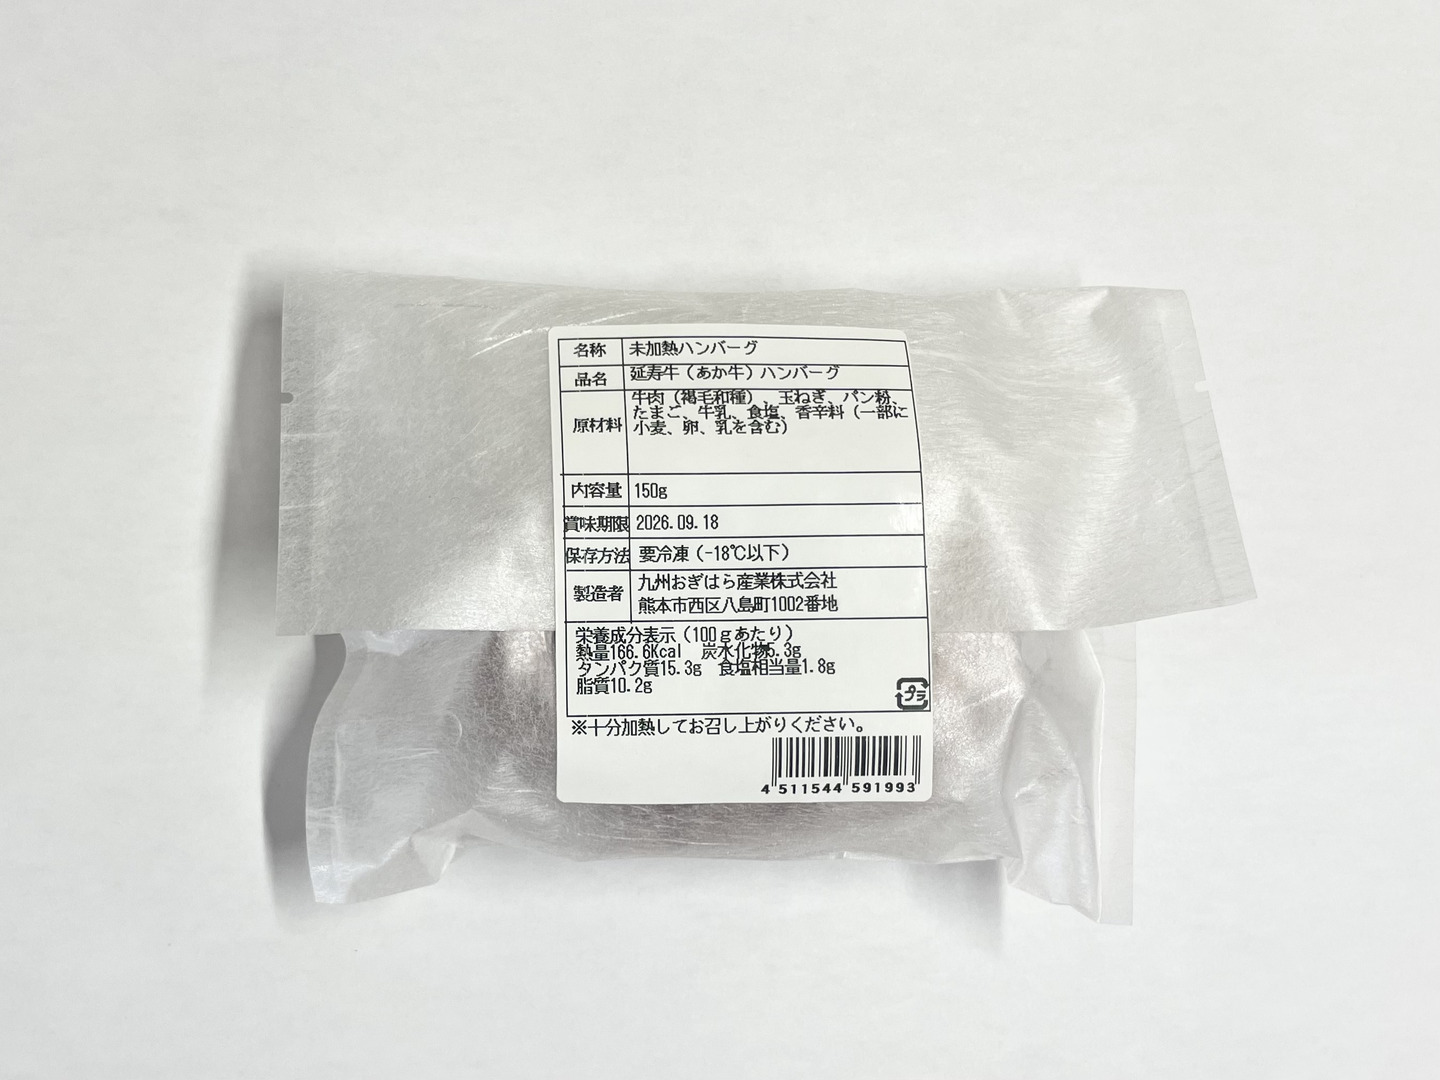 名称 未加熱ハンバーグ
品名 延寿牛（あか牛）ハンバーグ
原材料 牛肉（褐毛和種）、玉ねぎ、パン粉、
たまご、牛乳、食塩、香辛料（一部に
小麦、卵、乳を含む）
内容量 150g
賞味期限 2026.09.18
保存方法 要冷凍（-18℃以下）
製造者 九州おぎはら産業株式会社
熊本市西区八島町1002番地
栄養成分表示（100ｇあたり）
熱量166.6Kcal 炭水化物5.3g
タンパク質15.3g 食塩相当量1.8g
脂質10.2g
プラ
※十分加熱してお召し上がりください。
4 511544 591993